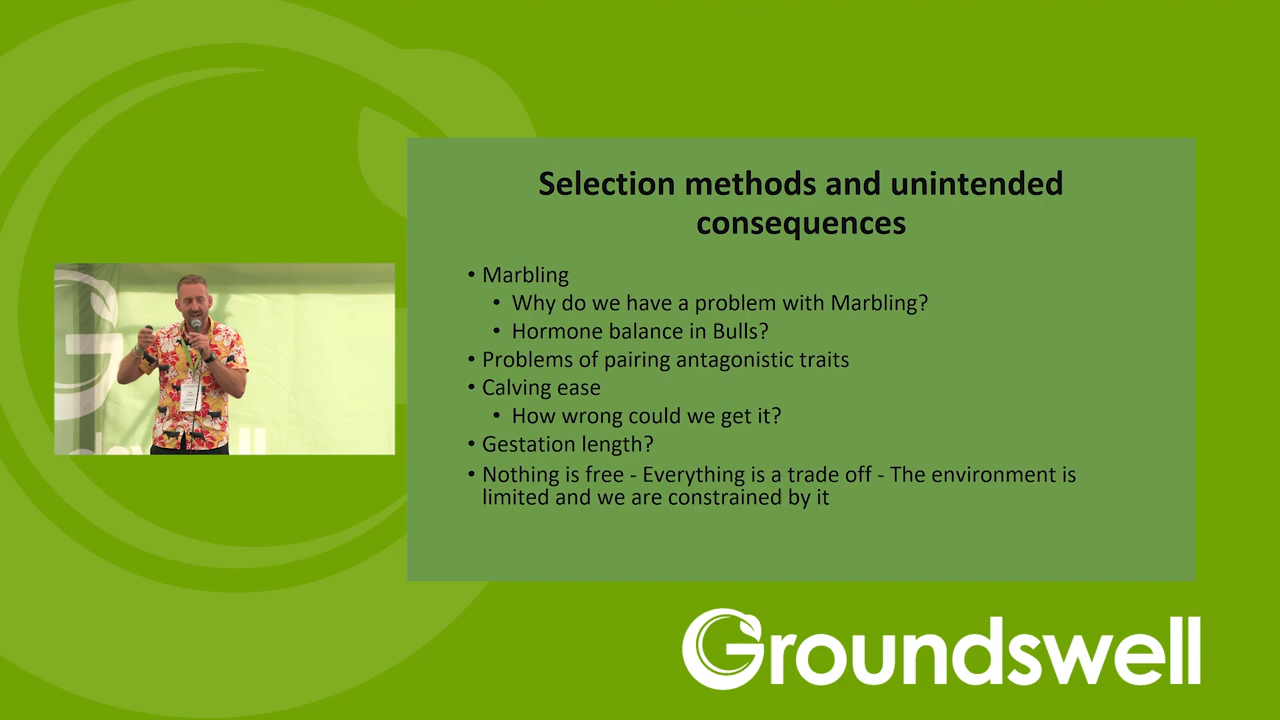 Selection methods and unintended
consequences
• Marbling
• Why do we have a problem with Marbling?
• Hormone balance in Bulls?
• Problems of pairing antagonistic traits
• Calving ease
• How wrong could we get it?
• Gestation length?
• Nothing is free - Everything is a trade off - The environment is
limited and we are constrained by it
Groundswell